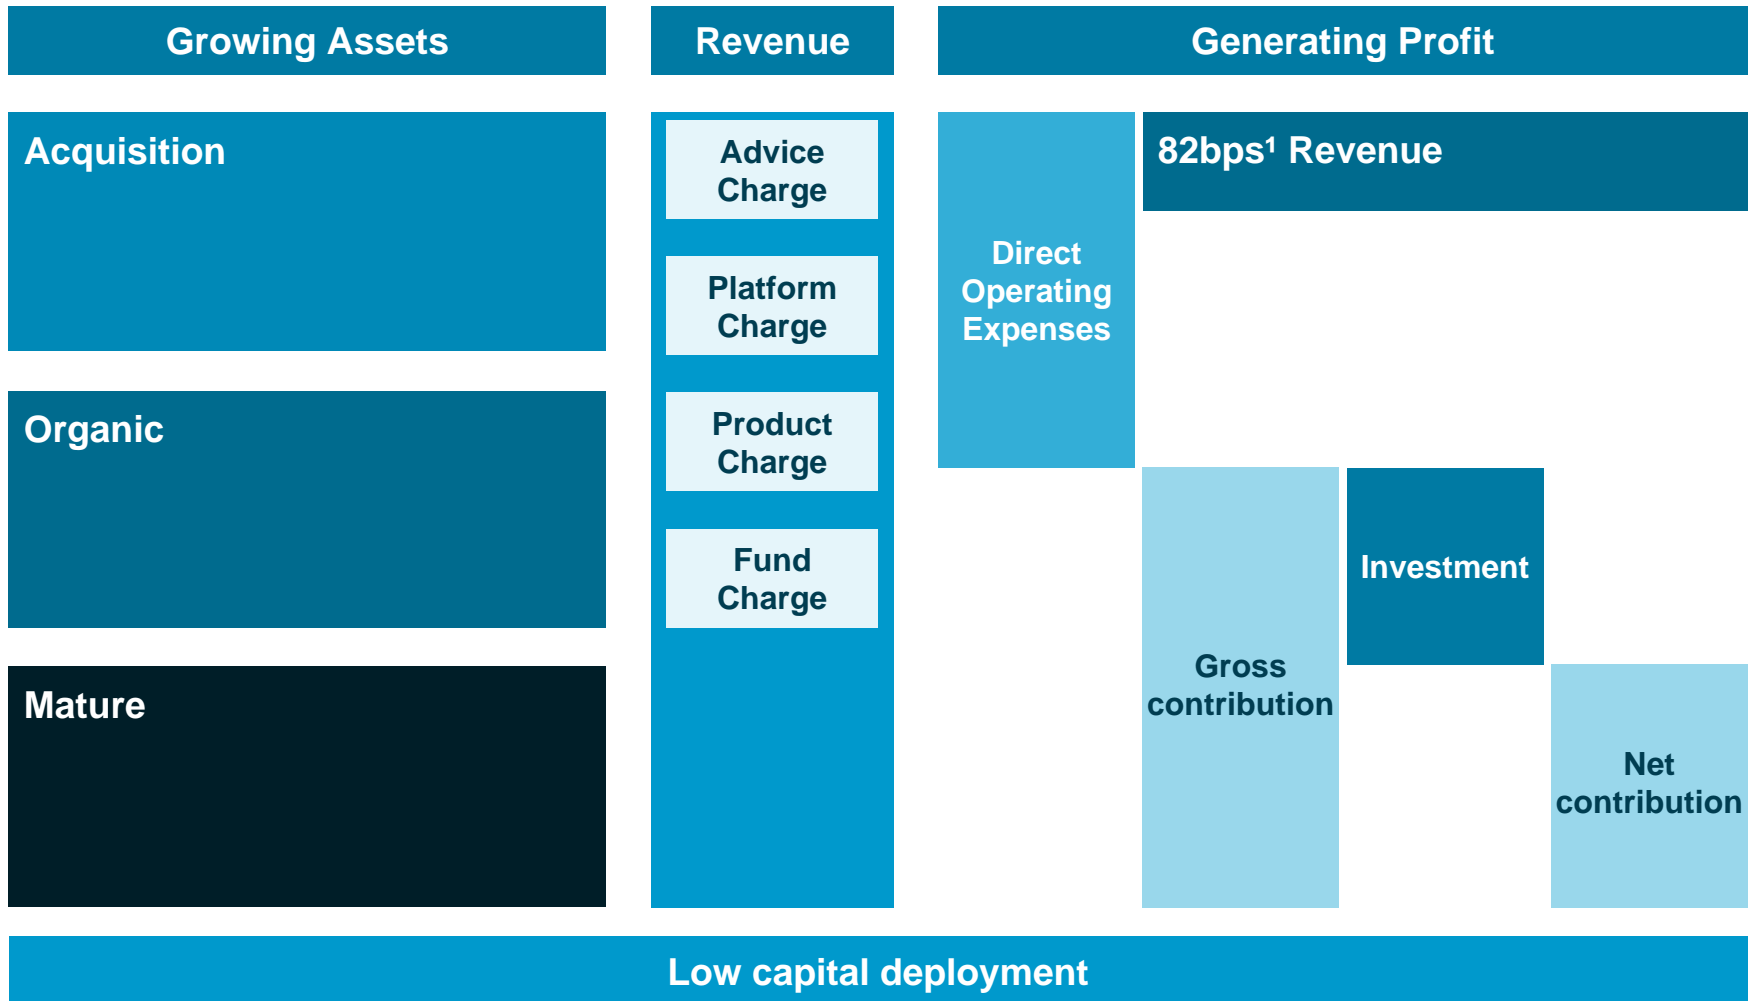 Growing Assets
Revenue
Generating Profit
Acquisition
Organic
Mature
Advice
Charge
Platform
Charge
Product
Charge
Fund
Charge
Direct
Operating
Expenses
82bps¹ Revenue
Gross
contribution
Investment
Net
contribution
Low capital deployment